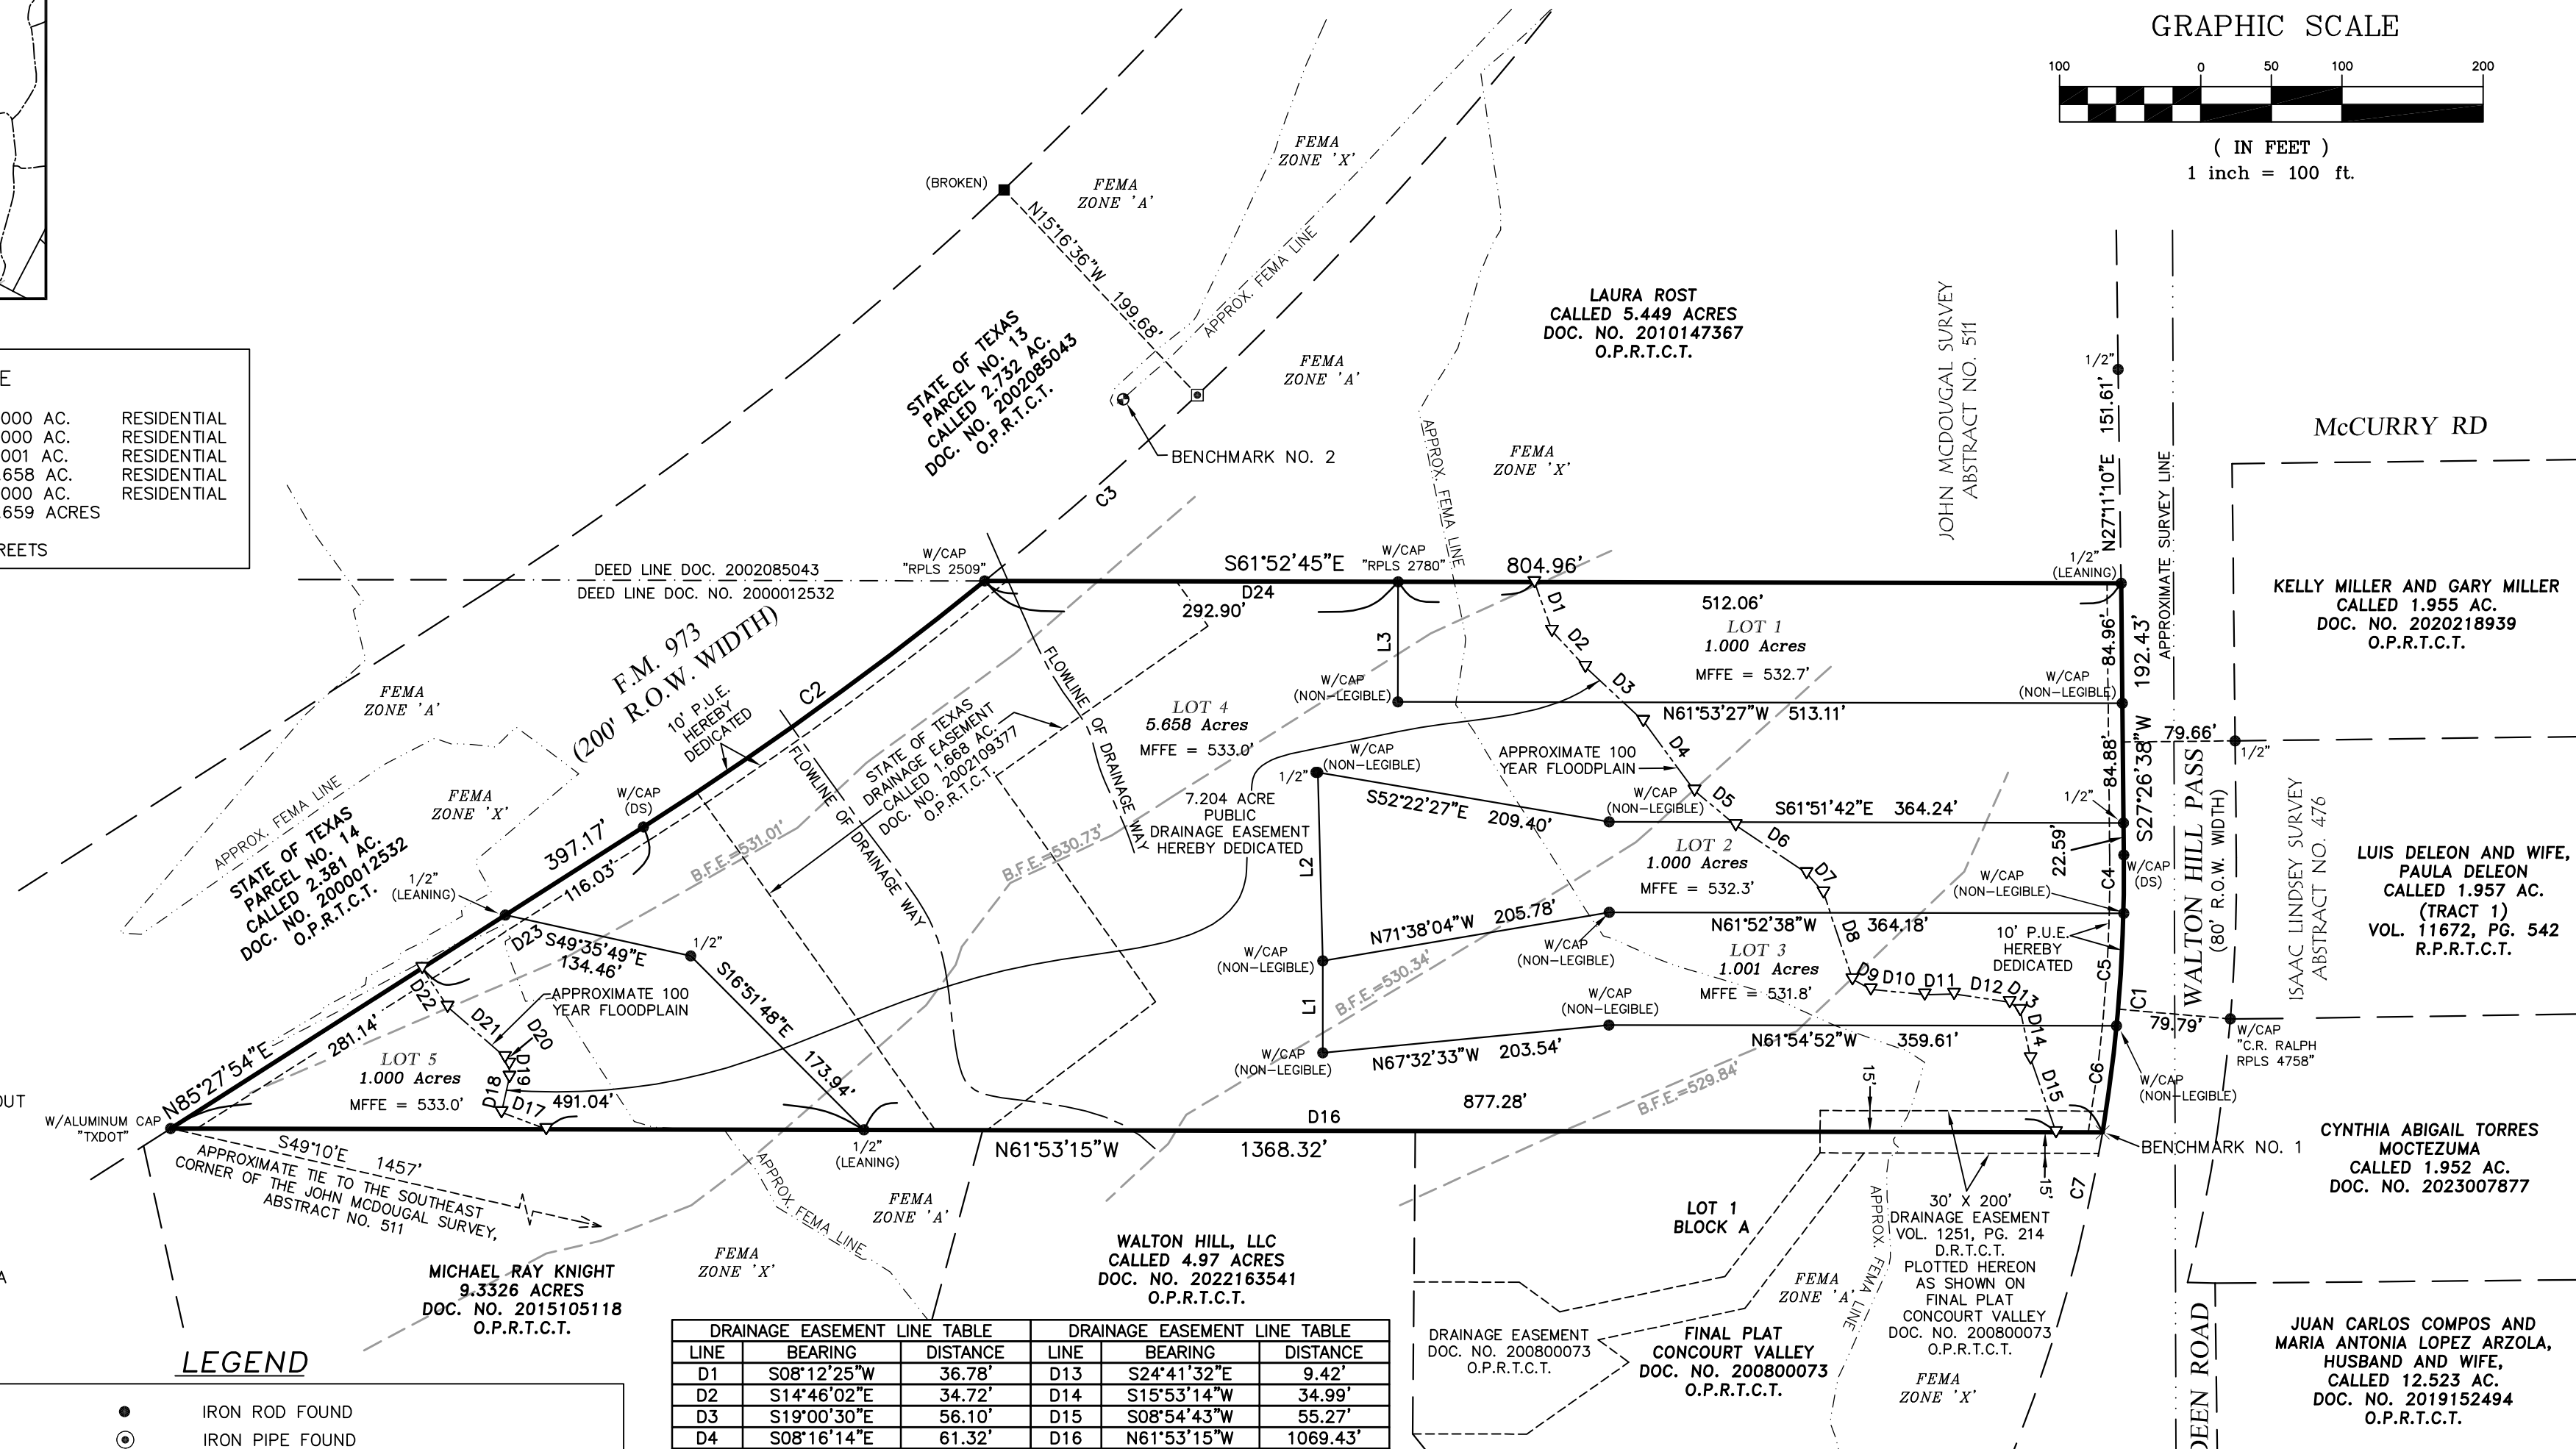 GRAPHIC SCALE
100 0 50 100 200
( IN FEET )
1 inch = 100 ft.
E
000 AC. RESIDENTIAL
000 AC. RESIDENTIAL
001 AC. RESIDENTIAL
.658 AC. RESIDENTIAL
000 AC. RESIDENTIAL
.659 ACRES
REETS
(BROKEN)
FEMA
ZONE 'A'
FEMA
ZONE 'X'
N15°16'36"W 199.68'
APPROX. FEMA LINE
STATE OF TEXAS
PARCEL NO. 13
CALLED 2.732 AC.
DOC. NO. 2002085043
O.P.R.T.C.T.
FEMA
ZONE 'A'
BENCHMARK NO. 2
C3
LAURA ROST
CALLED 5.449 ACRES
DOC. NO. 2010147367
O.P.R.T.C.T.
APPROX. FEMA LINE
FEMA
ZONE 'X'
JOHN MCDOUGAL SURVEY
ABSTRACT NO. 511
1/2"
N27°11'10"E 151.61'
APPROXIMATE SURVEY LINE
McCURRY RD
DEED LINE DOC. 2002085043
DEED LINE DOC. NO. 2000012532
W/CAP
"RPLS 2509"
S61°52'45"E 804.96'
D24
292.90'
W/CAP
"RPLS 2780"
512.06'
1/2"
(LEANING)
F.M. 973
(200' R.O.W. WIDTH)
C2
10' P.U.E.
HEREBY
DEDICATED
FLOWLINE OF DRAINAGE WAY
FLOWLINE OF DRAINAGE WAY
STATE OF TEXAS
DRAINAGE EASEMENT
CALLED 1.668 AC.
DOC. NO. 2002109377
O.P.R.T.C.T.
LOT 4
5.658 Acres
MFFE = 533.0'
L3
W/CAP
(NON-LEGIBLE)
D1
D2
D3
D4
LOT 1
1.000 Acres
MFFE = 532.7'
N61°53'27"W 513.11'
W/CAP
(NON-LEGIBLE)
84.96'
192.43'
S27°26'38"W
84.88'
79.66'
1/2"
KELLY MILLER AND GARY MILLER
CALLED 1.955 AC.
DOC. NO. 2020218939
O.P.R.T.C.T.
FEMA
ZONE 'A'
FEMA
ZONE 'X'
APPROX. FEMA LINE
STATE OF TEXAS
PARCEL NO. 14
CALLED 2.381 AC.
DOC. NO. 2000012532
O.P.R.T.C.T.
W/CAP
(DS)
397.17'
116.03'
1/2"
(LEANING)
B.F.E.=531.01'
B.F.E.=530.73'
7.204 ACRE
PUBLIC
DRAINAGE EASEMENT
HEREBY DEDICATED
W/CAP
(NON-LEGIBLE)
1/2"
APPROXIMATE 100
YEAR FLOODPLAIN
S52°22'27"E 209.40'
W/CAP
(NON-LEGIBLE)
D5
D6
D7
D8
S61°51'42"E 364.24'
1/2"
22.59'
LOT 2
1.000 Acres
MFFE = 532.3'
L2
W/CAP
(NON-LEGIBLE)
W/CAP
(DS)
C4
N71°38'04"W 205.78'
W/CAP
(NON-LEGIBLE)
N61°52'38"W 364.18'
W/CAP
(NON-LEGIBLE)
LOT 3
1.001 Acres
MFFE = 531.8'
10' P.U.E.
HEREBY
DEDICATED
C5
C1
WALTON HILL PASS
(80' R.O.W. WIDTH)
ISAAC LINDSEY SURVEY
ABSTRACT NO. 476
LUIS DELEON AND WIFE,
PAULA DELEON
CALLED 1.957 AC.
(TRACT 1)
VOL. 11672, PG. 542
R.P.R.T.C.T.
D23
S49°35'49"E
134.46'
1/2"
S16°51'48"E 173.94'
D22
D21
D20
D19
D18
D17
APPROXIMATE 100
YEAR FLOODPLAIN
281.14'
N85°27'54"E
LOT 5
1.000 Acres
MFFE = 533.0'
491.04'
OUT
W/ALUMINUM CAP
"TXDOT"
B.F.E.=530.34'
L1
W/CAP
(NON-LEGIBLE)
W/CAP
(NON-LEGIBLE)
N67°32'33"W 203.54'
N61°54'52"W 359.61'
D9
D10
D11
D12
D13
D14
D15
79.79'
W/CAP
"C.R. RALPH
RPLS 4758"
W/CAP
(NON-LEGIBLE)
C6
B.F.E.=529.84'
15'
877.28'
D16
S49°10'E 1457'
APPROXIMATE TIE TO THE SOUTHEAST
CORNER OF THE JOHN MCDOUGAL SURVEY,
ABSTRACT NO. 511
1/2"
(LEANING)
N61°53'15"W 1368.32'
BENCHMARK NO. 1
15'
C7
CYNTHIA ABIGAIL TORRES
MOCTEZUMA
CALLED 1.952 AC.
DOC. NO. 2023007877
APPROX. FEMA LINE
FEMA
ZONE 'A'
FEMA
ZONE 'X'
MICHAEL RAY KNIGHT
9.3326 ACRES
DOC. NO. 2015105118
O.P.R.T.C.T.
A
WALTON HILL, LLC
CALLED 4.97 ACRES
DOC. NO. 2022163541
O.P.R.T.C.T.
LOT 1
BLOCK A
APPROX. FEMA LINE
30' X 200'
DRAINAGE EASEMENT
VOL. 1251, PG. 214
D.R.T.C.T.
PLOTTED HEREON
AS SHOWN ON
FINAL PLAT
CONCOURT VALLEY
DOC. NO. 200800073
O.P.R.T.C.T.
FEMA
ZONE 'A'
DRAINAGE EASEMENT
DOC. NO. 200800073
O.P.R.T.C.T.
FINAL PLAT
CONCOURT VALLEY
DOC. NO. 200800073
O.P.R.T.C.T.
FEMA
ZONE 'X'
DEEN ROAD
JUAN CARLOS COMPOS AND
MARIA ANTONIA LOPEZ ARZOLA,
HUSBAND AND WIFE,
CALLED 12.523 AC.
DOC. NO. 2019152494
O.P.R.T.C.T.
LEGEND
IRON ROD FOUND
IRON PIPE FOUND
DRAINAGE EASEMENT LINE TABLE DRAINAGE EASEMENT LINE TABLE
LINE BEARING DISTANCE LINE BEARING DISTANCE
D1 S08°12'25"W 36.78' D13 S24°41'32"E 9.42'
D2 S14°46'02"E 34.72' D14 S15°53'14"W 34.99'
D3 S19°00'30"E 56.10' D15 S08°54'43"W 55.27'
D4 S08°16'14"E 61.32' D16 N61°53'15"W 1069.43'